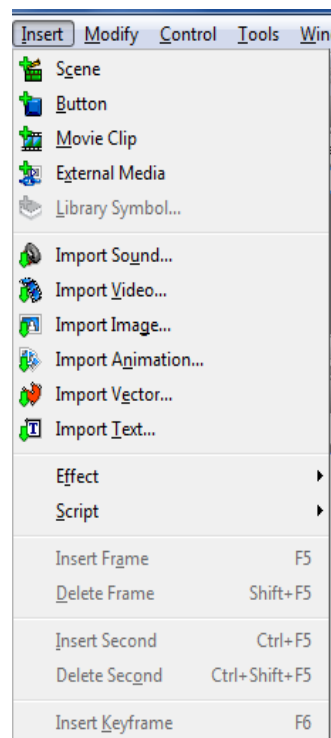 Insert Modify Control Tools Win
Scene
Button
Movie Clip
External Media
Library Symbol...
Import Sound...
Import Video...
Import Image...
Import Animation...
Import Vector...
Import Text...
Effect
Script
Insert Frame F5
Delete Frame Shift+F5
Insert Second Ctrl+F5
Delete Second Ctrl+Shift+F5
Insert Keyframe F6